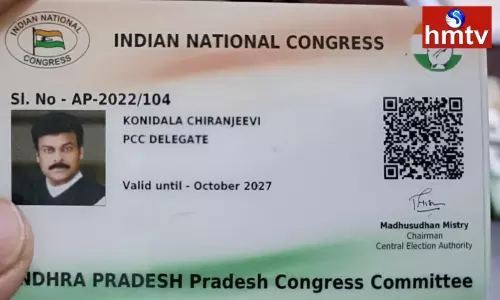 INDIAN NATIONAL
CONGRESS
INDIAN NATIONAL CONGRESS
hmtv
Sl. No - AP-2022/104
KONIDALA CHIRANJEEVI
PCC DELEGATE
Valid until - October 2027
Madhusudhan Mistry
Chairman
Central Election Authority
NDHRA PRADESH Pradesh Congress Committee